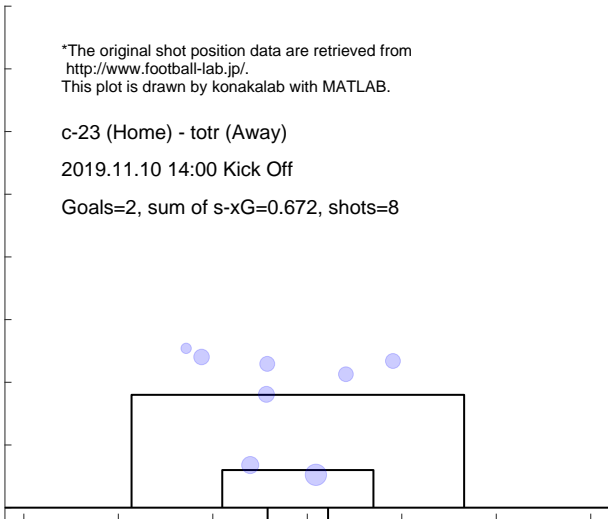 *The original shot position data are retrieved from
http://www.football-lab.jp/.
This plot is drawn by konakalab with MATLAB.
c-23 (Home) - totr (Away)
2019.11.10 14:00 Kick Off
Goals=2, sum of s-xG=0.672, shots=8